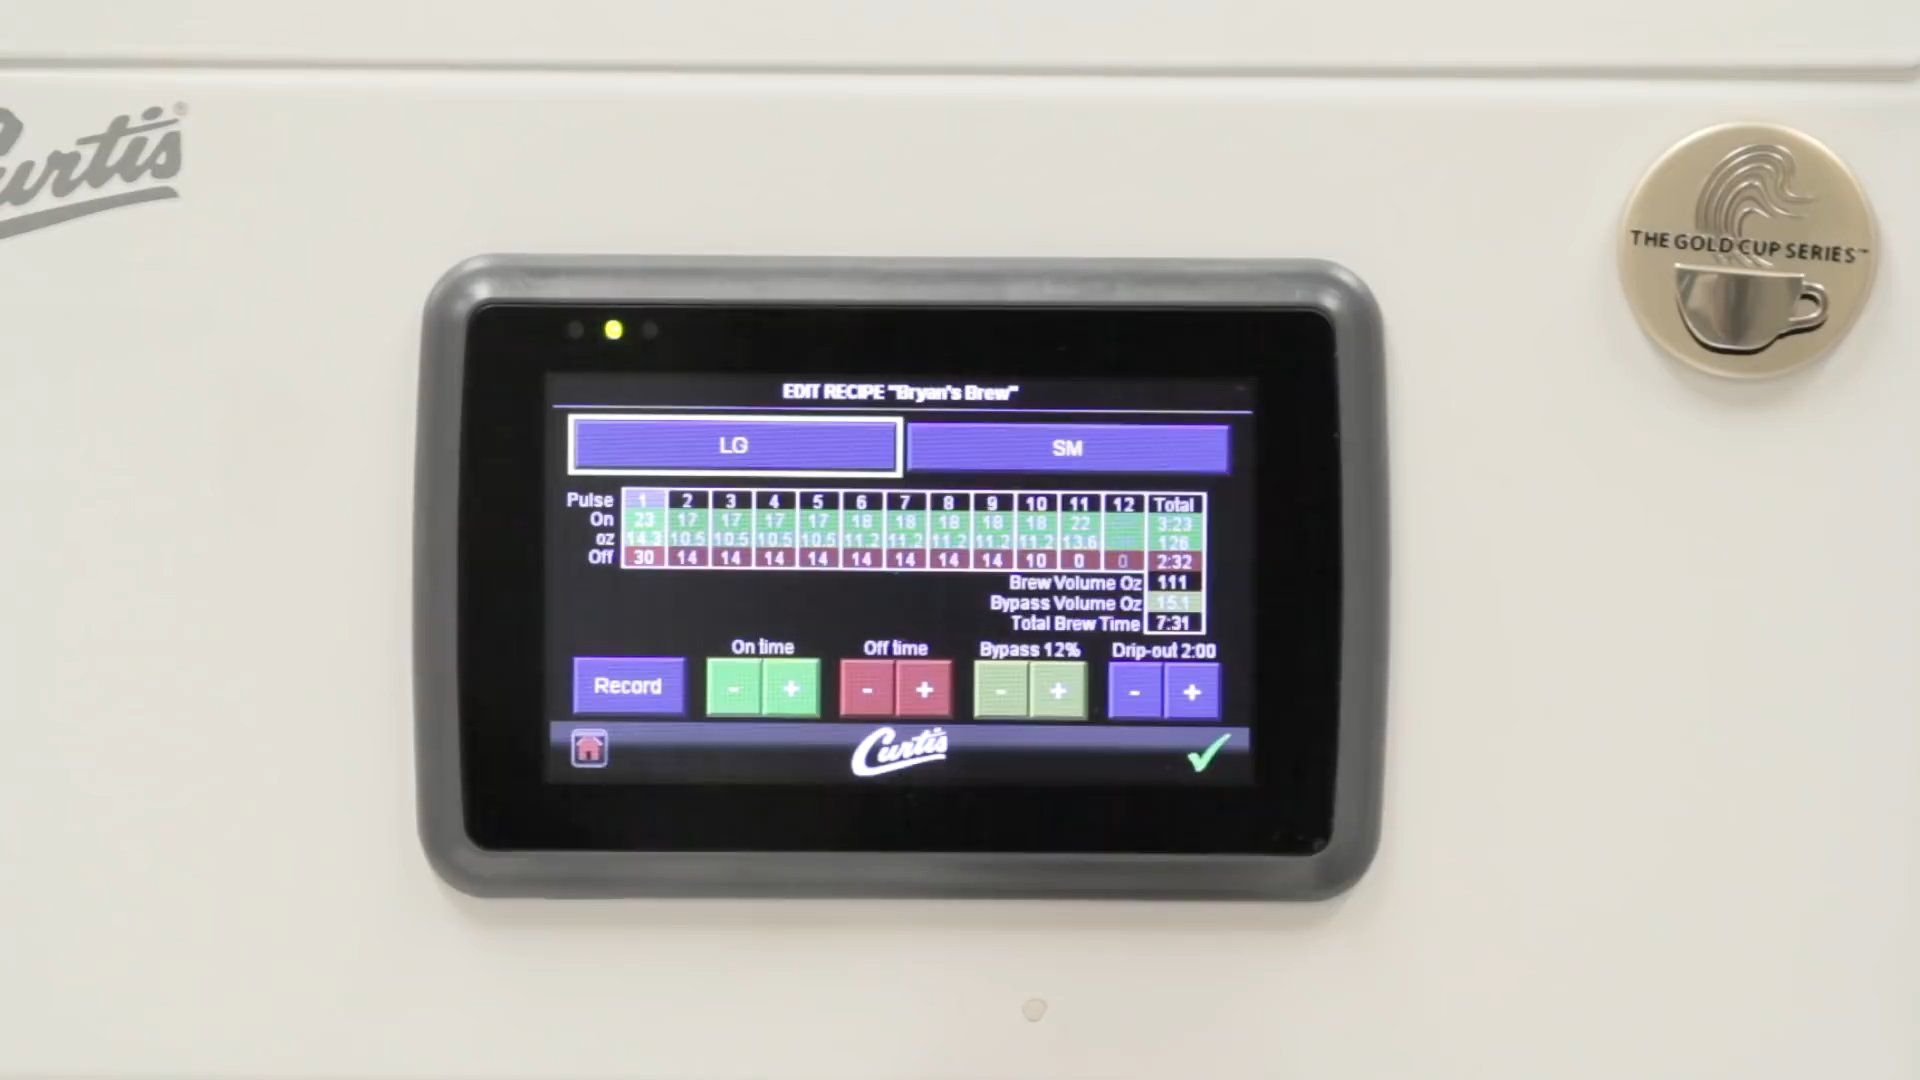 Curtis®
THE GOLD CUP SERIES™
EDIT RECIPE "Bryan's Brew"
LG SM
Pulse 1 2 3 4 5 6 7 8 9 10 11 12 Total
On 23 17 17 17 17 18 18 18 18 18 22 3:23
oz 14.3 10.5 10.5 10.5 10.5 11.2 11.2 11.2 11.2 11.2 13.6 126
Off 30 14 14 14 14 14 14 14 14 10 0 0 2:32
Brew Volume Oz 111
Bypass Volume Oz 15.1
Total Brew Time 7:31
On time Off time Bypass 12% Drip-out 2:00
Record - + - + - + - +
Curtis